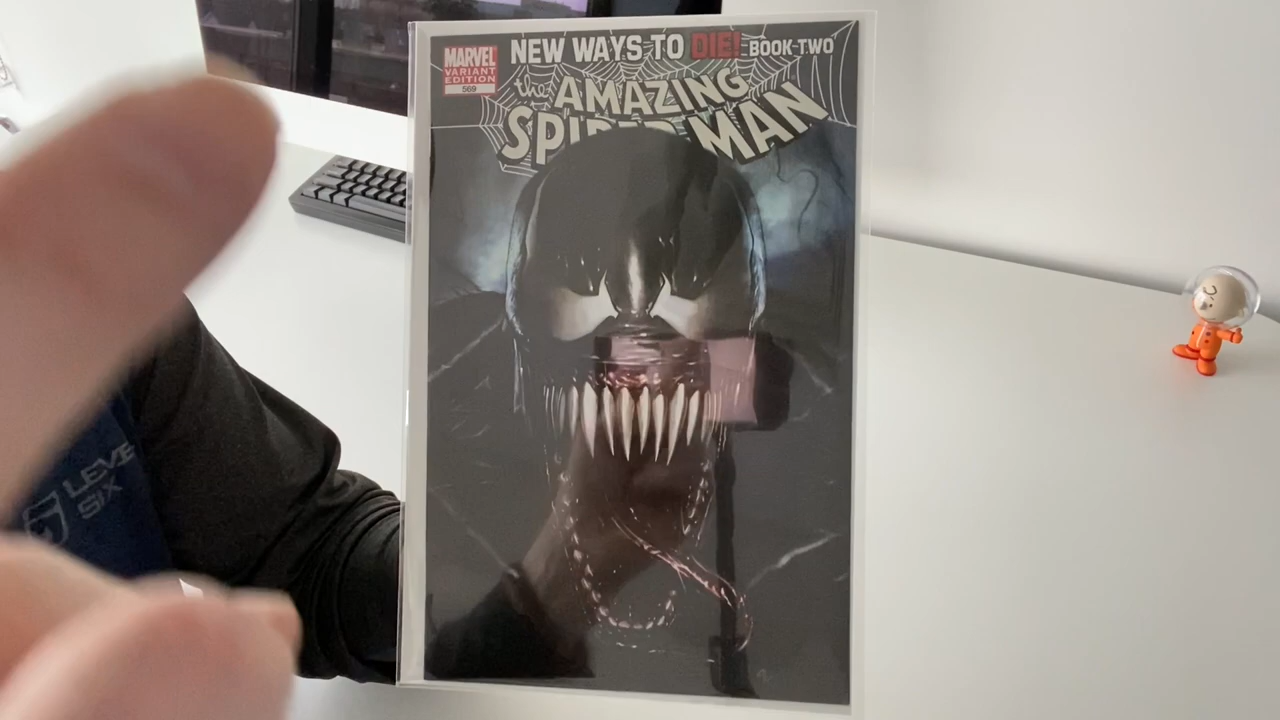 NEW WAYS TO DIE! BOOK TWO
MARVEL
VARIANT
EDITION
569
the AMAZING
SPIDER-MAN
LEVEL
SIX